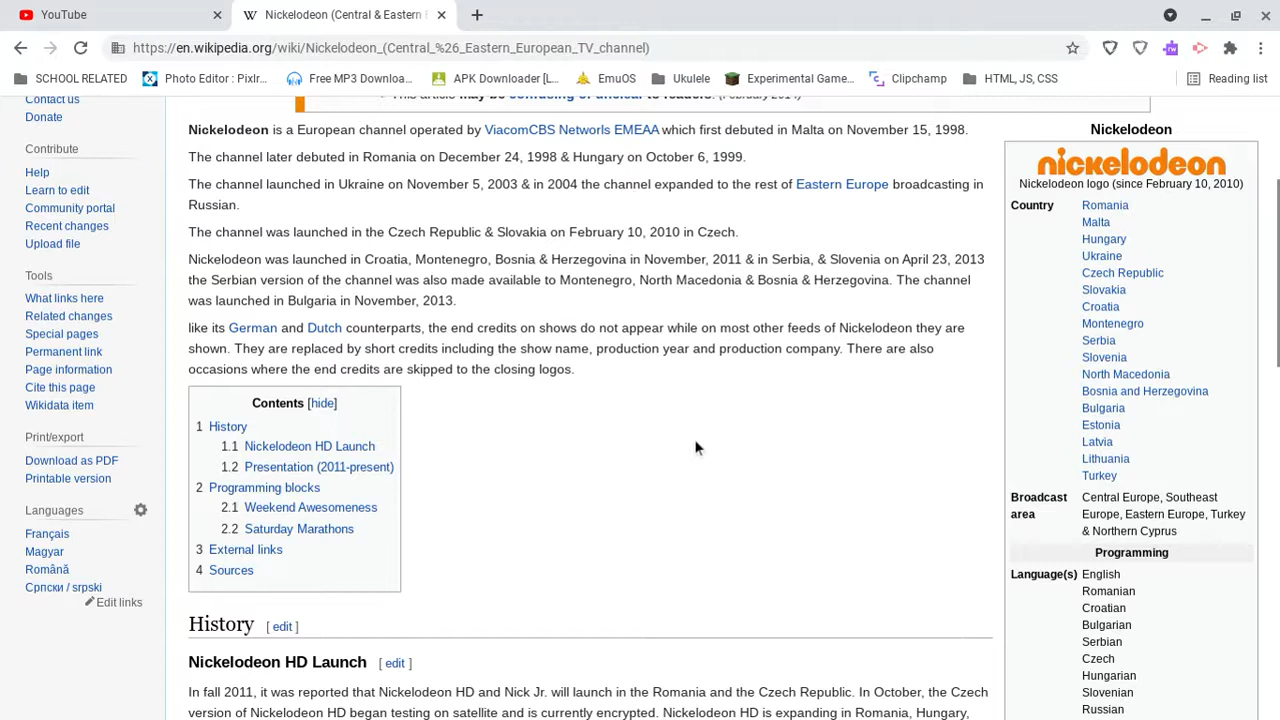 YouTube
Nickelodeon (Central & Eastern E
https://en.wikipedia.org/wiki/Nickelodeon_(Central_%26_Eastern_European_TV_channel)
SCHOOL RELATED
Photo Editor : Pixlr...
Free MP3 Downloa...
APK Downloader [L...
EmuOS
Ukulele
Experimental Game...
Clipchamp
HTML, JS, CSS
Reading list
Contact us
Donate
Contribute
Help
Learn to edit
Community portal
Recent changes
Upload file
Tools
What links here
Related changes
Special pages
Permanent link
Page information
Cite this page
Wikidata item
Print/export
Download as PDF
Printable version
Languages
Français
Magyar
Română
Српски / srpski
Edit links
This article may be confusing or unclear to readers. (February 2014)
Nickelodeon is a European channel operated by ViacomCBS Networls EMEAA which first debuted in Malta on November 15, 1998.
The channel later debuted in Romania on December 24, 1998 & Hungary on October 6, 1999.
The channel launched in Ukraine on November 5, 2003 & in 2004 the channel expanded to the rest of Eastern Europe broadcasting in
Russian.
The channel was launched in the Czech Republic & Slovakia on February 10, 2010 in Czech.
Nickelodeon was launched in Croatia, Montenegro, Bosnia & Herzegovina in November, 2011 & in Serbia, & Slovenia on April 23, 2013
the Serbian version of the channel was also made available to Montenegro, North Macedonia & Bosnia & Herzegovina. The channel
was launched in Bulgaria in November, 2013.
like its German and Dutch counterparts, the end credits on shows do not appear while on most other feeds of Nickelodeon they are
shown. They are replaced by short credits including the show name, production year and production company. There are also
occasions where the end credits are skipped to the closing logos.
Contents [hide]
1 History
1.1 Nickelodeon HD Launch
1.2 Presentation (2011-present)
2 Programming blocks
2.1 Weekend Awesomeness
2.2 Saturday Marathons
3 External links
4 Sources
History [ edit ]
Nickelodeon HD Launch [ edit ]
In fall 2011, it was reported that Nickelodeon HD and Nick Jr. will launch in the Romania and the Czech Republic. In October, the Czech
version of Nickelodeon HD began testing on satellite and is currently encrypted. Nickelodeon HD is expanding in Romania, Hungary,
Nickelodeon
nickelodeon
Nickelodeon logo (since February 10, 2010)
Country
Romania
Malta
Hungary
Ukraine
Czech Republic
Slovakia
Croatia
Montenegro
Serbia
Slovenia
North Macedonia
Bosnia and Herzegovina
Bulgaria
Estonia
Latvia
Lithuania
Turkey
Broadcast area
Central Europe, Southeast
Europe, Eastern Europe, Turkey
& Northern Cyprus
Programming
Language(s)
English
Romanian
Croatian
Bulgarian
Serbian
Czech
Hungarian
Slovenian
Russian